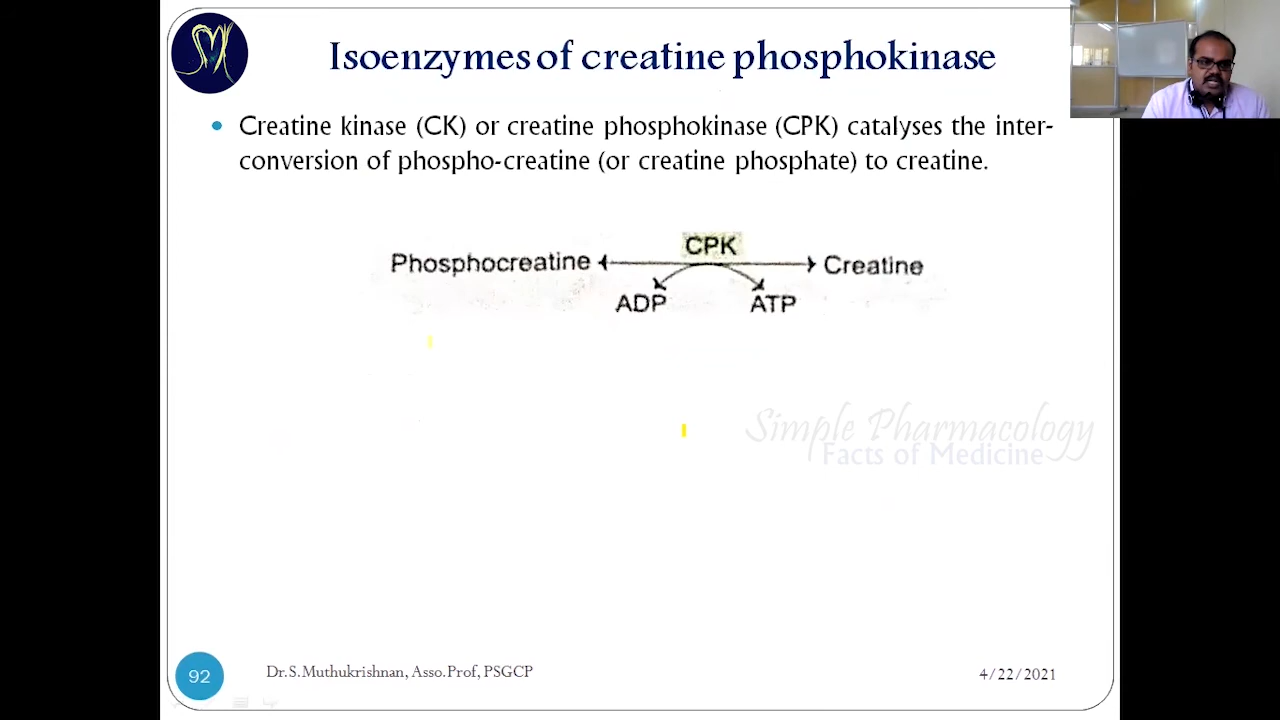 SMK
Isoenzymes of creatine phosphokinase
Creatine kinase (CK) or creatine phosphokinase (CPK) catalyses the inter-
conversion of phospho-creatine (or creatine phosphate) to creatine.
CPK
Phosphocreatine Creatine
ADP ATP
Simple Pharmacology
Facts of Medicine
92 Dr.S.Muthukrishnan, Asso.Prof, PSGCP 4/22/2021